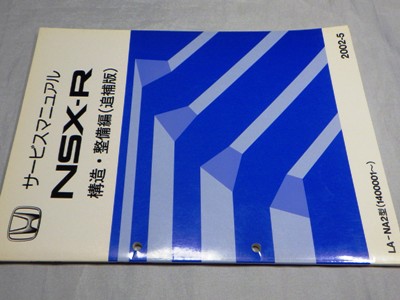 サービスマニュアル
NSX-R
構造・整備編(追補版)
2002-5
LA-NA2型(1400001~)